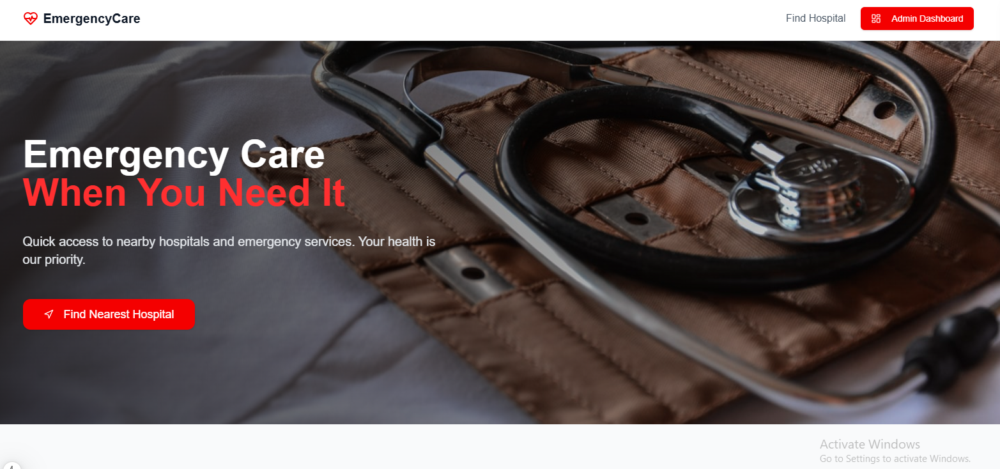 EmergencyCare
Find Hospital
Admin Dashboard
Emergency Care
When You Need It
Quick access to nearby hospitals and emergency services. Your health is
our priority.
Find Nearest Hospital
Activate Windows
Go to Settings to activate Windows.